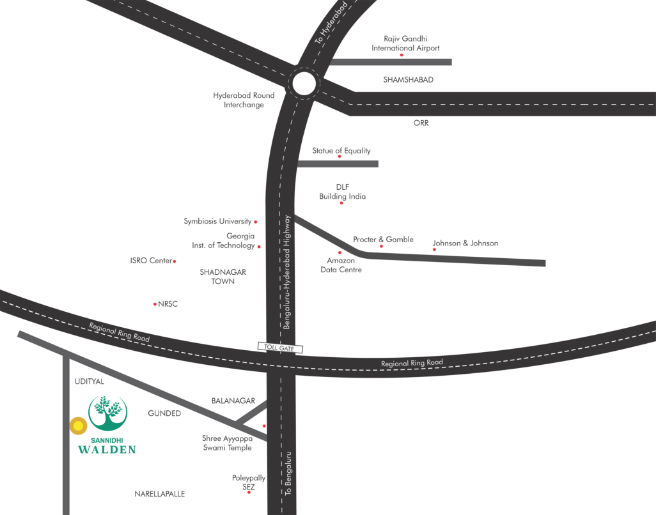 To Hyderabad
Rajiv Gandhi
International Airport
SHAMSHABAD
Hyderabad Round
Interchange
ORR
Statue of Equality
DLF
Building India
Symbiosis University
Georgia
Inst. of Technology
Bengaluru-Hyderabad Highway
Procter & Gamble
Johnson & Johnson
ISRO Center
Amazon
Data Centre
SHADNAGAR
TOWN
NRSC
Regional Ring Road
TOLL GATE
Regional Ring Road
UDITYAL
BALANAGAR
GUNDED
SANNIDHI
WALDEN
Shree Ayyappa
Swami Temple
To Bengaluru
Poleypally
SEZ
NARELLAPALLE